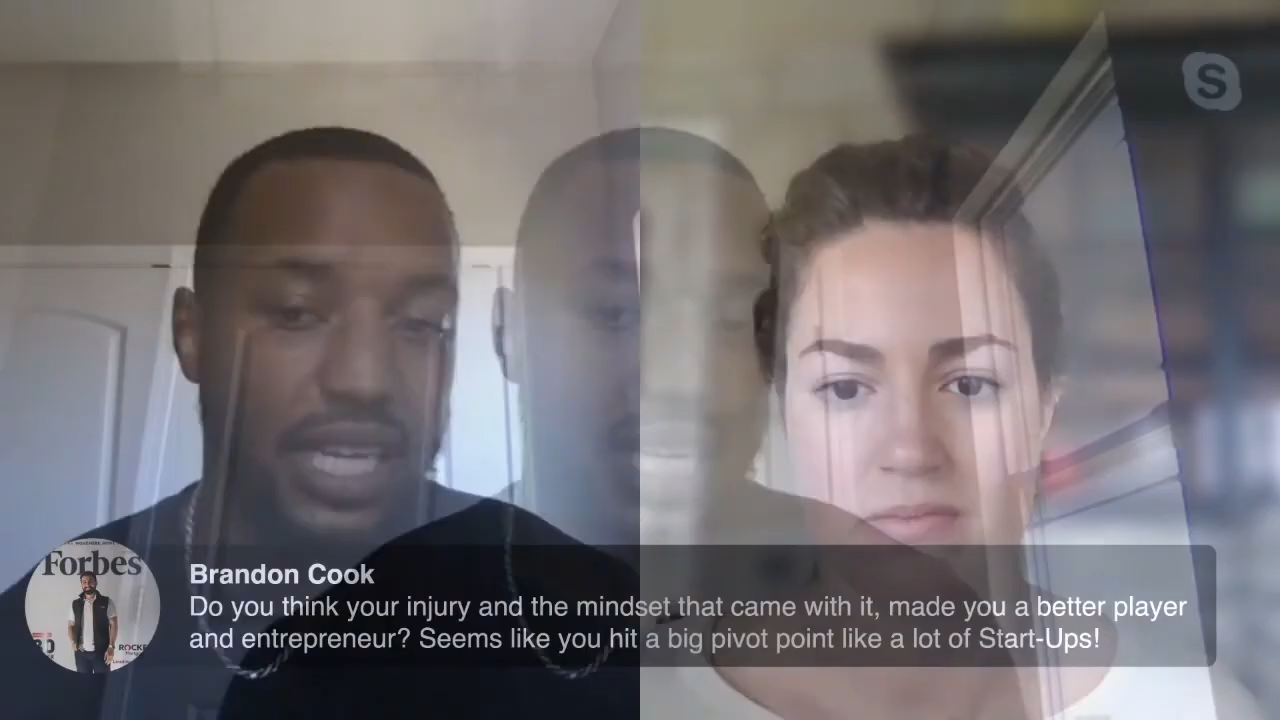 Forbes
Brandon Cook
Do you think your injury and the mindset that came with it, made you a better player
and entrepreneur? Seems like you hit a big pivot point like a lot of Start-Ups!
ROCKE
S